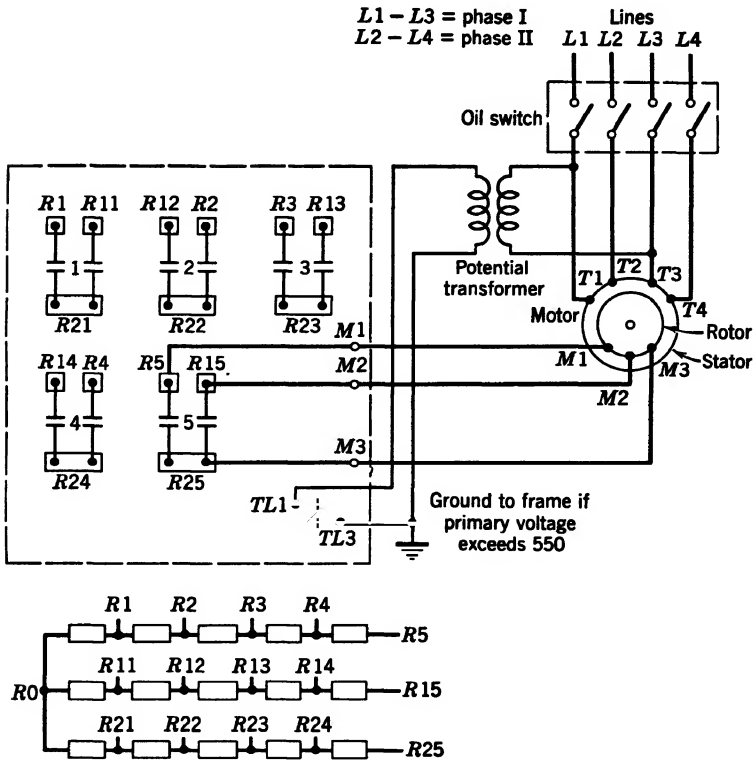 L1 – L3 = phase I
L2 – L4 = phase II
Lines
L1 L2 L3 L4
Oil switch
R1 R11 R12 R2 R3 R13
1 2 3
R21 R22 R23
Potential
transformer
T1 T2 T3
T4
Motor
Rotor
Stator
M1
M2
M3
M1
M2
M3
R14 R4 R5 R15
4 5
R24 R25
TL1
TL3
Ground to frame if
primary voltage
exceeds 550
R1 R2 R3 R4
R5
R11 R12 R13 R14
R0 R15
R21 R22 R23 R24
R25